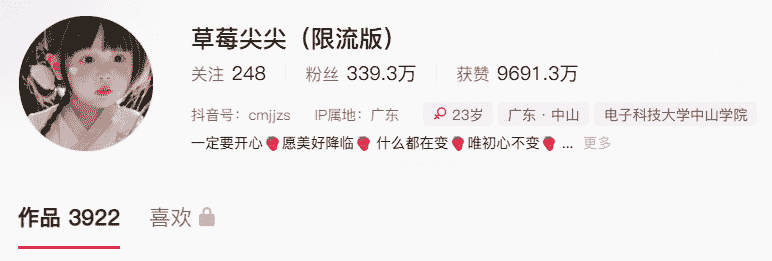 草莓尖尖（限流版）
关注 248 粉丝 339.3万 获赞 9691.3万
抖音号：cmjjzs IP属地：广东 23岁 广东·中山 电子科技大学中山学院
一定要开心🍓愿美好降临🍓 什么都在变🍓唯初心不变🍓 ... 更多
作品 3922 喜欢